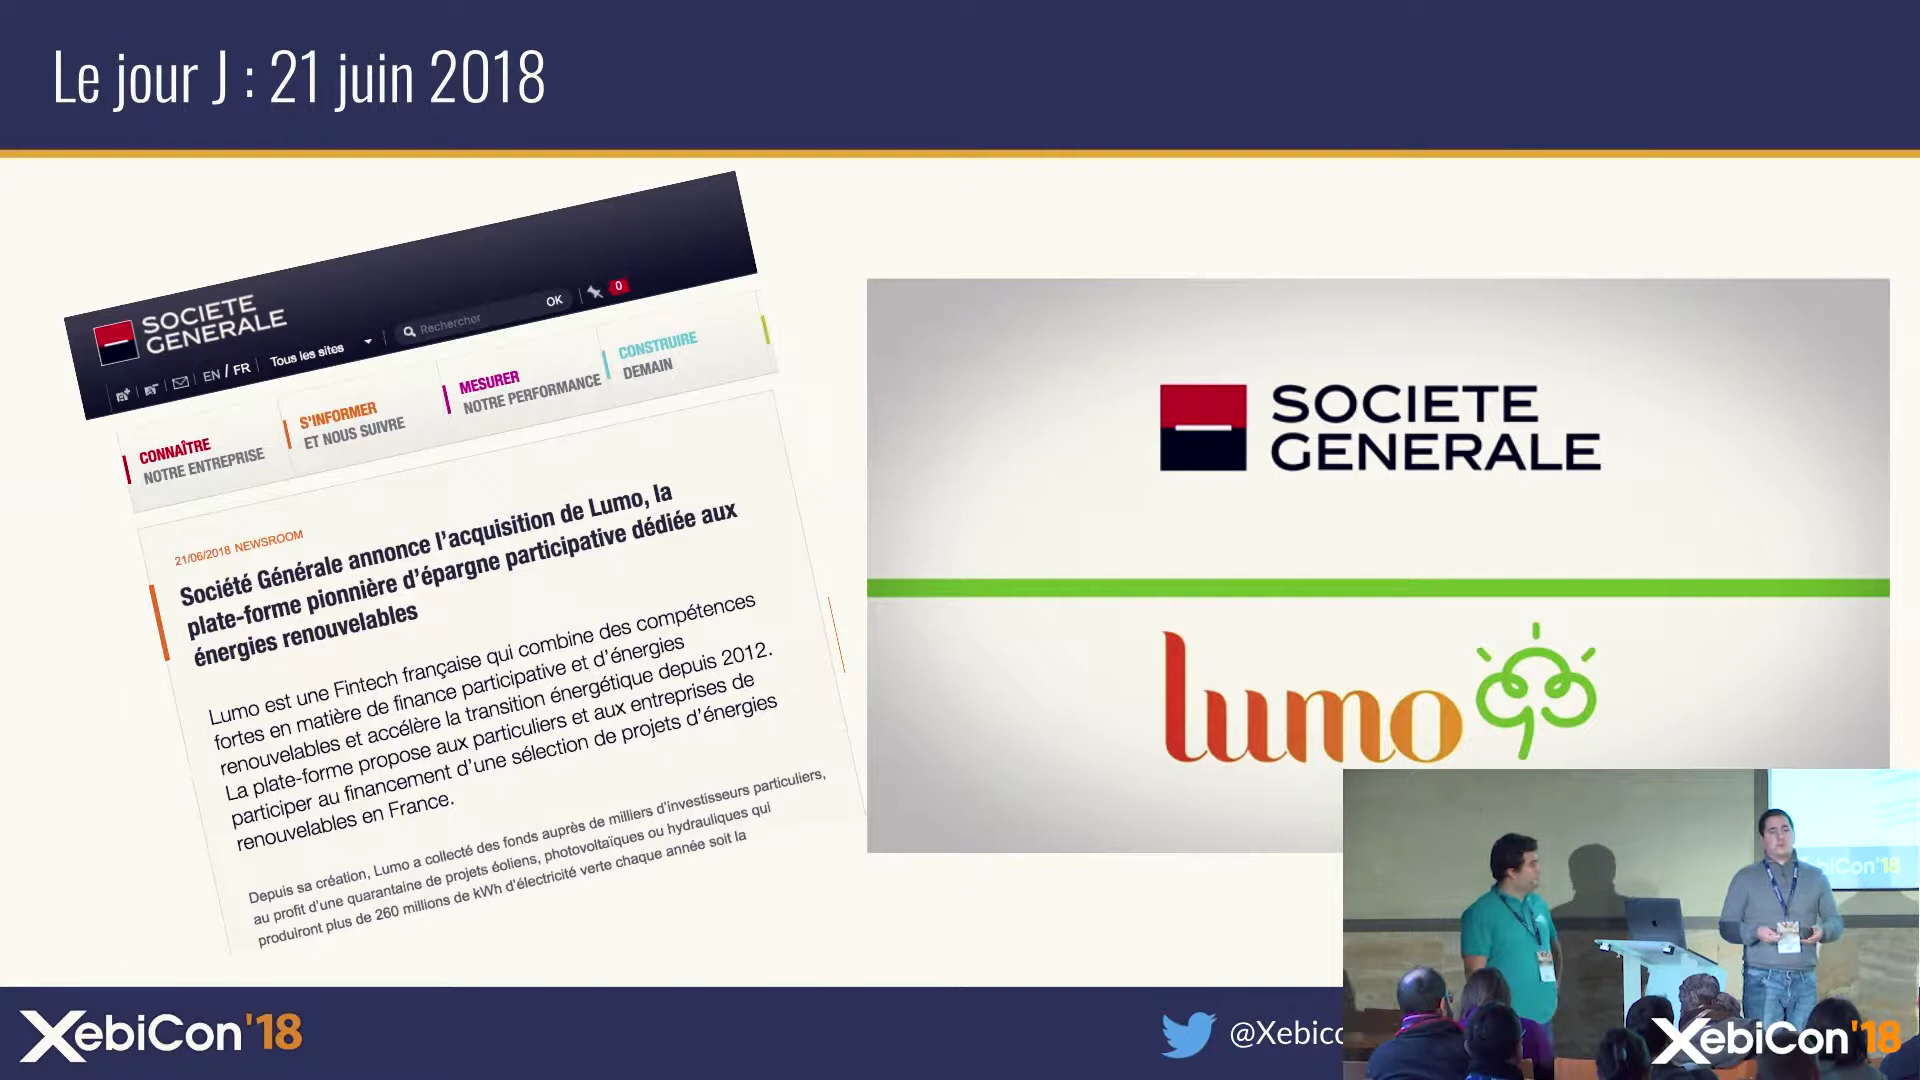 Le jour J : 21 juin 2018
SOCIETE
GENERALE
EN / FR
Tous les sites
Rechercher
OK
0
CONNAÎTRE
NOTRE ENTREPRISE
S'INFORMER
ET NOUS SUIVRE
MESURER
NOTRE PERFORMANCE
CONSTRUIRE
DEMAIN
21/06/2018 NEWSROOM
Société Générale annonce l'acquisition de Lumo, la
plate-forme pionnière d'épargne participative dédiée aux
énergies renouvelables
Lumo est une Fintech française qui combine des compétences
fortes en matière de finance participative et d'énergies
renouvelables et accélère la transition énergétique depuis 2012.
La plate-forme propose aux particuliers et aux entreprises de
participer au financement d'une sélection de projets d'énergies
renouvelables en France.
Depuis sa création, Lumo a collecté des fonds auprès de milliers d'investisseurs particuliers,
au profit d'une quarantaine de projets éoliens, photovoltaïques ou hydrauliques qui
produiront plus de 260 millions de kWh d'électricité verte chaque année soit la
SOCIETE
GENERALE
lumo
XebiCon'18
@Xebico
biCon'18
XebiCon'18